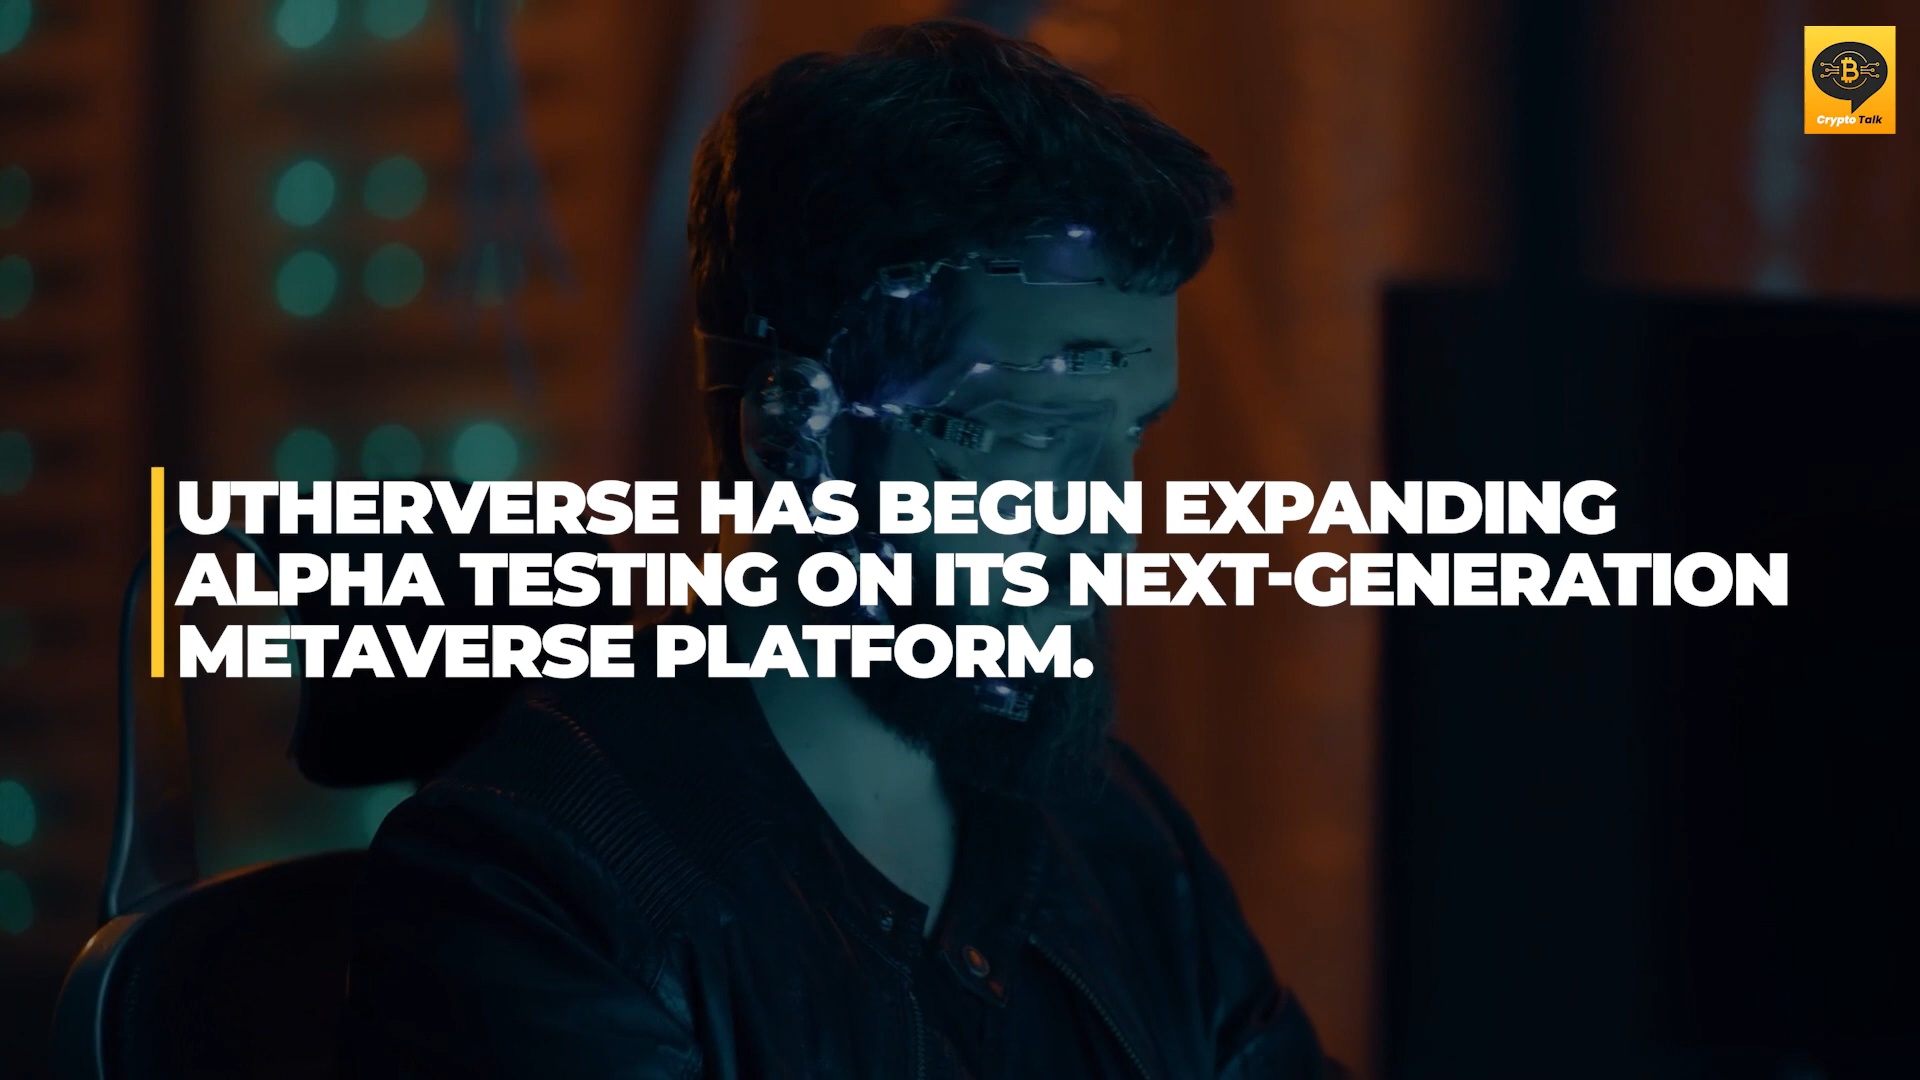 Crypto Talk
UTHERVERSE HAS BEGUN EXPANDING
ALPHA TESTING ON ITS NEXT-GENERATION
METAVERSE PLATFORM.